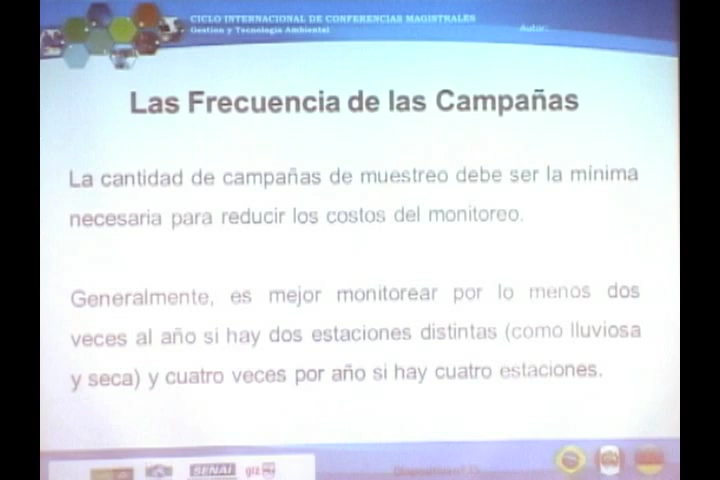 CICLO INTERNACIONAL DE CONFERENCIAS MAGISTRALES
Gestion y Tecnología Ambiental
Autor:
Las Frecuencia de las Campañas
La cantidad de campañas de muestreo debe ser la mínima
necesaria para reducir los costos del monitoreo.
Generalmente, es mejor monitorear por lo menos dos
veces al año si hay dos estaciones distintas (como lluviosa
y seca) y cuatro veces por año si hay cuatro estaciones.
SENAI
giz